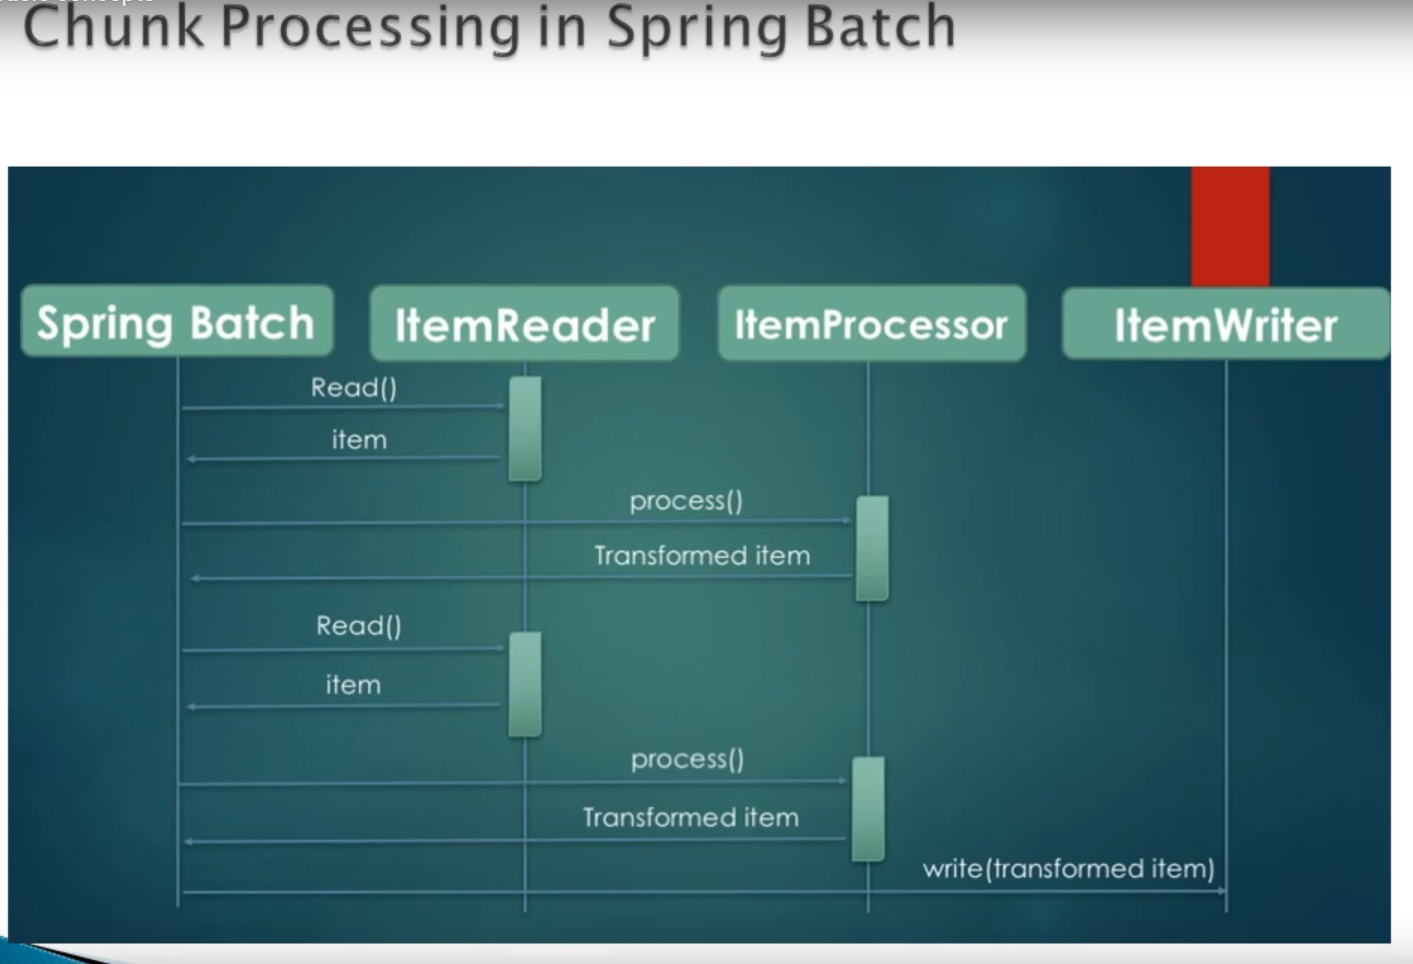 Chunk Processing in Spring Batch
Spring Batch
ItemReader
ItemProcessor
ItemWriter
Read()
item
process()
Transformed item
Read()
item
process()
Transformed item
write(transformed item)